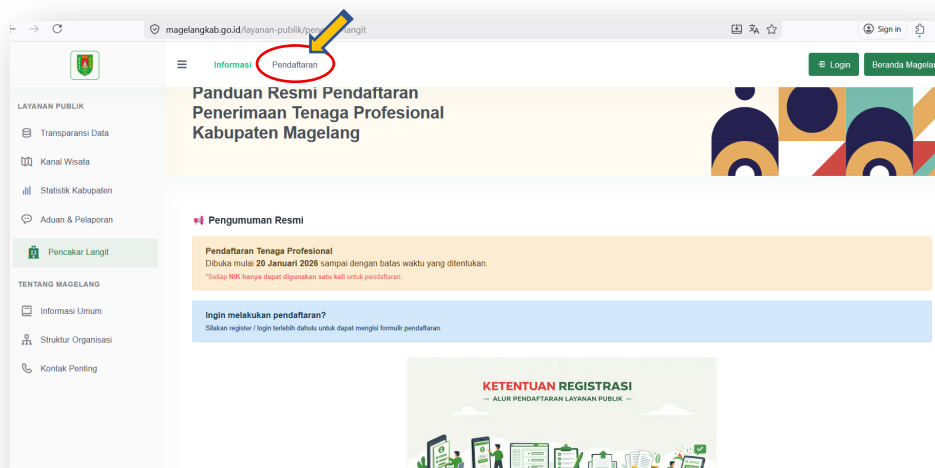 magelangkab.go.id/layanan-publik/pen langit
Sign in
Informasi
Pendaftaran
Login
Beranda Magelan
LAYANAN PUBLIK
Transparansi Data
Kanal Wisata
Statistik Kabupaten
Aduan & Pelaporan
Pencakar Langit
TENTANG MAGELANG
Informasi Umum
Struktur Organisasi
Kontak Penting
Panduan Resmi Pendaftaran
Penerimaan Tenaga Profesional
Kabupaten Magelang
Pengumuman Resmi
Pendaftaran Tenaga Profesional
Dibuka mulai 20 Januari 2026 sampai dengan batas waktu yang ditentukan.
*Setiap NIK hanya dapat digunakan satu kali untuk pendaftaran.
Ingin melakukan pendaftaran?
Silakan register / login terlebih dahulu untuk dapat mengisi formulir pendaftaran.
KETENTUAN REGISTRASI
— ALUR PENDAFTARAN LAYANAN PUBLIK —